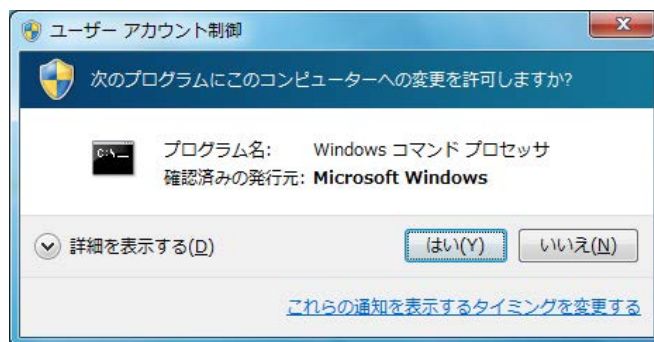 ユーザー アカウント制御
次のプログラムにこのコンピューターへの変更を許可しますか?
C:\_
プログラム名: Windows コマンド プロセッサ
確認済みの発行元: Microsoft Windows
詳細を表示する(D)
はい(Y)
いいえ(N)
これらの通知を表示するタイミングを変更する